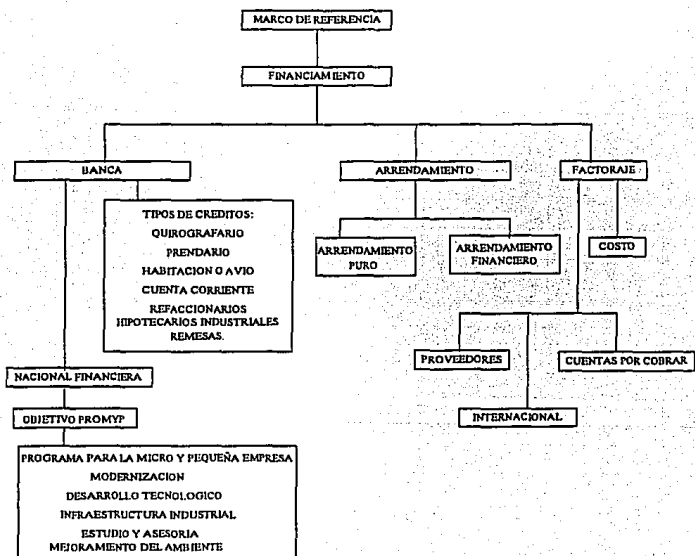 MARCO DE REFERENCIA
FINANCIAMIENTO
BANCA
ARRENDAMIENTO
FACTORAJE
TIPOS DE CREDITOS:
QUIROGRAFARIO
PRENDARIO
HABITACION O AVIO
CUENTA CORRIENTE
REFACCIONARIOS
HIPOTECARIOS INDUSTRIALES
REMESAS.
ARRENDAMIENTO
PURO
ARRENDAMIENTO
FINANCIERO
COSTO
PROVEEDORES
CUENTAS POR COBRAR
INTERNACIONAL
NACIONAL FINANCIERA
OBJETIVO PROMYP
PROGRAMA PARA LA MICRO Y PEQUEÑA EMPRESA
MODERNIZACION
DESARROLLO TECNOLOGICO
INFRAESTRUCTURA INDUSTRIAL
ESTUDIO Y ASESORIA
MEJORAMIENTO DEL AMBIENTE